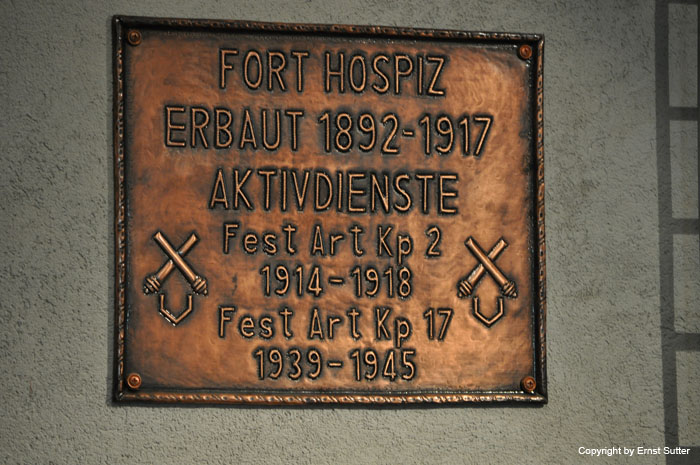 FORT HOSPIZ
ERBAUT 1892-1917
AKTIVDIENSTE
Fest Art Kp 2
1914-1918
Fest Art Kp 17
1939-1945
Copyright by Ernst Sutter